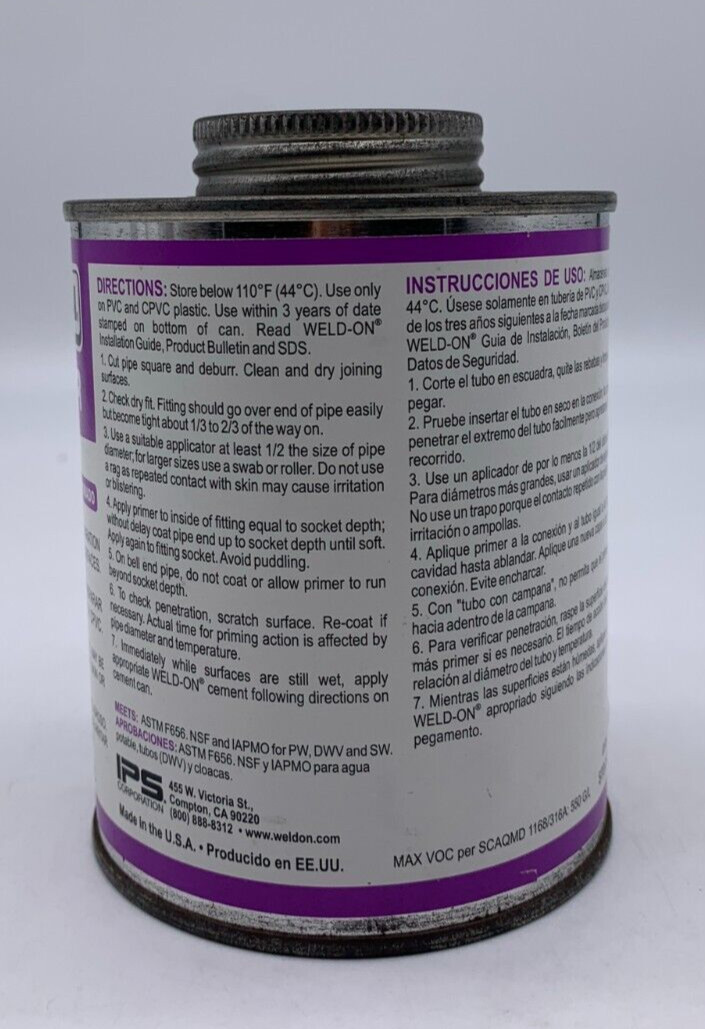 DIRECTIONS: Store below 110°F (44°C). Use only
on PVC and CPVC plastic. Use within 3 years of date
stamped on bottom of can. Read WELD-ON®
Installation Guide, Product Bulletin and SDS.
1. Cut pipe square and deburr. Clean and dry joining
surfaces.
2. Check dry fit. Fitting should go over end of pipe easily
but become tight about 1/3 to 2/3 of the way on.
3. Use a suitable applicator at least 1/2 the size of pipe
diameter; for larger sizes use a swab or roller. Do not use
a rag as repeated contact with skin may cause irritation
or blistering.
4. Apply primer to inside of fitting equal to socket depth;
without delay coat pipe end up to socket depth until soft.
Apply again to fitting socket. Avoid puddling.
5. On bell end pipe, do not coat or allow primer to run
beyond socket depth.
6. To check penetration, scratch surface. Re-coat if
necessary. Actual time for priming action is affected by
pipe diameter and temperature.
7. Immediately while surfaces are still wet, apply
appropriate WELD-ON® cement following directions on
cement can.
MEETS: ASTM F656. NSF and IAPMO for PW, DWV and SW.
APROBACIONES: ASTM F656. NSF y IAPMO para agua
potable, tubos (DWV) y cloacas.
IPS
CORPORATION
455 W. Victoria St.,
Compton, CA 90220
(800) 888-8312 • www.weldon.com
Made in the U.S.A. • Producido en EE.UU.
INSTRUCCIONES DE USO:
44°C. Úsese solamente en tubería de PVC y
de los tres años siguientes a la fecha marcada
WELD-ON® Guia de Instalación, Boletín del
Datos de Seguridad.
1. Corte el tubo en escuadra, quite las rebabas
pegar.
2. Pruebe insertar el tubo en seco en la
penetrar el extremo del tubo facilmente pero
recorrido.
3. Use un aplicador de por lo menos la 1/2 del
Para diámetros más grandes, usar un aplicador
No use un trapo porque el contacto repetido
irritación o ampollas.
4. Aplique primer a la conexión y al tubo
cavidad hasta ablandar. Aplique una nueva
conexión. Evite encharcar.
5. Con "tubo con campana", no permita que
hacia adentro de la campana.
6. Para verificar penetración, raspe la
más primer si es necesario. El tiempo de
relación al diámetro del tubo y temperatura.
7. Mientras las superficies están húmedas,
WELD-ON® apropiado siguiendo las
pegamento.
MAX VOC per SCAQMD 1168/316A: 550 G/L